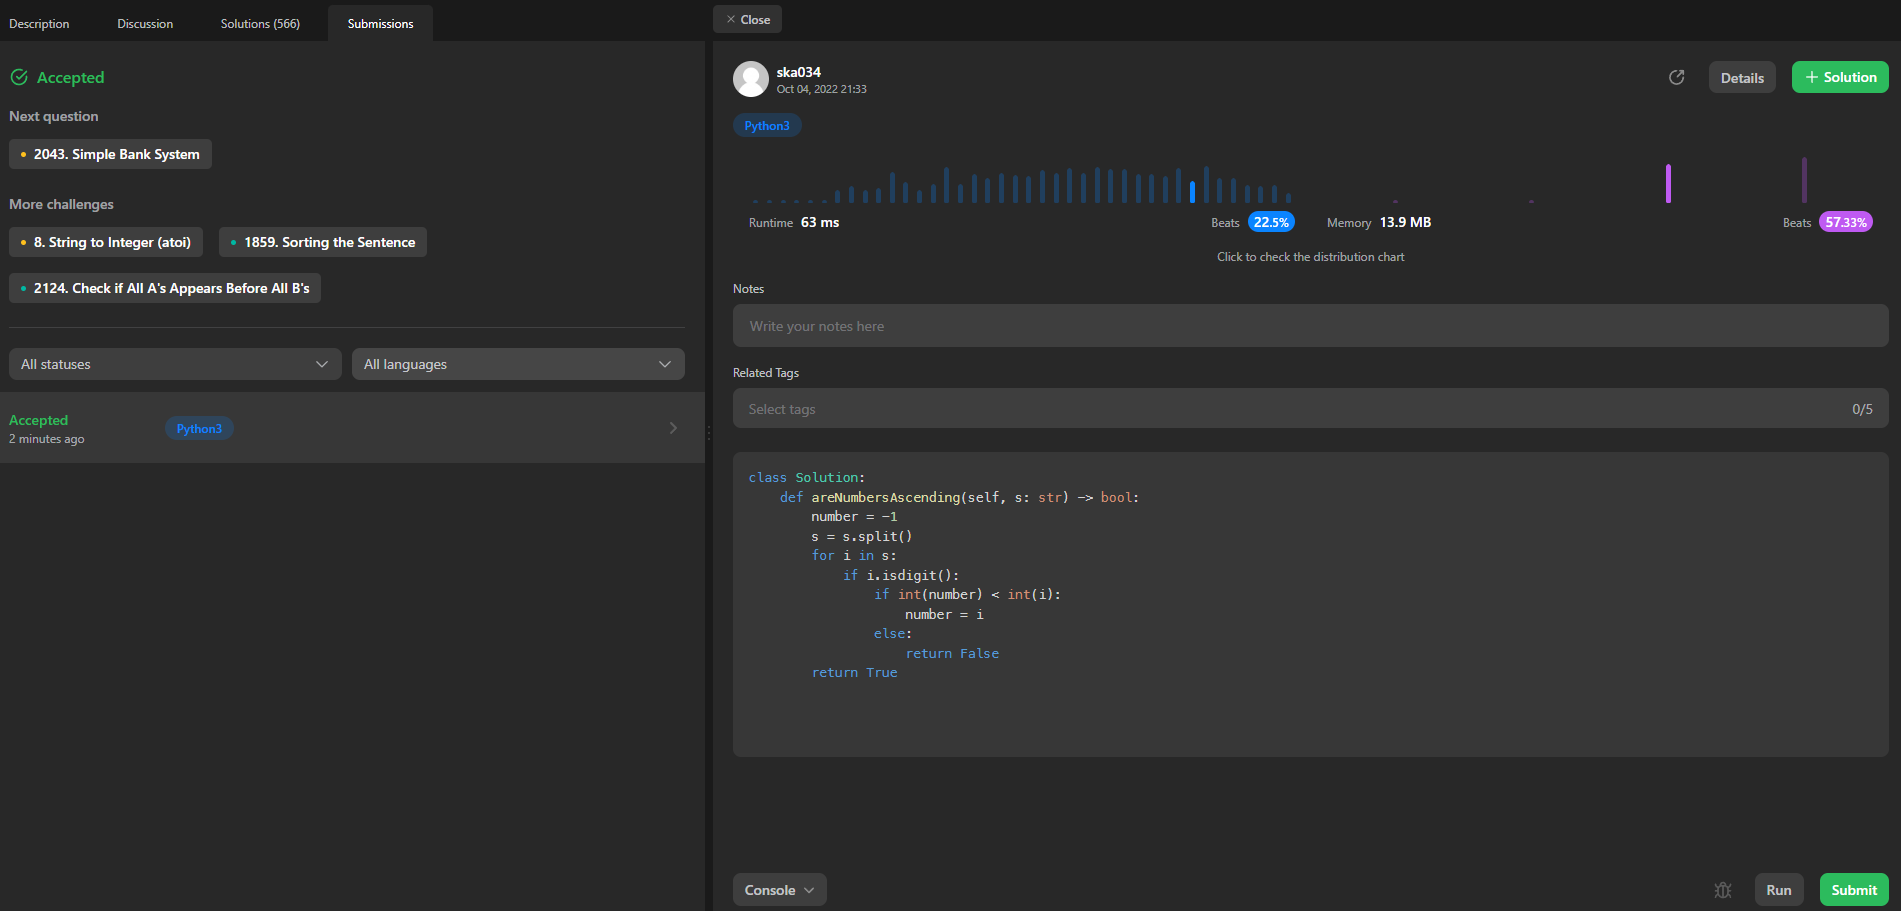 Description Discussion Solutions (566) Submissions
Accepted
Next question
2043. Simple Bank System
More challenges
8. String to Integer (atoi) 1859. Sorting the Sentence
2124. Check if All A's Appears Before All B's
All statuses All languages
Accepted
2 minutes ago
Python3
Close
ska034
Oct 04, 2022 21:33
Details + Solution
Python3
Runtime 63 ms Beats 22.5% Memory 13.9 MB Beats 57.33%
Click to check the distribution chart
Notes
Write your notes here
Related Tags
Select tags 0/5
class Solution:
    def areNumbersAscending(self, s: str) -> bool:
        number = -1
        s = s.split()
        for i in s:
            if i.isdigit():
                if int(number) < int(i):
                    number = i
                else:
                    return False
        return True
Console Run Submit